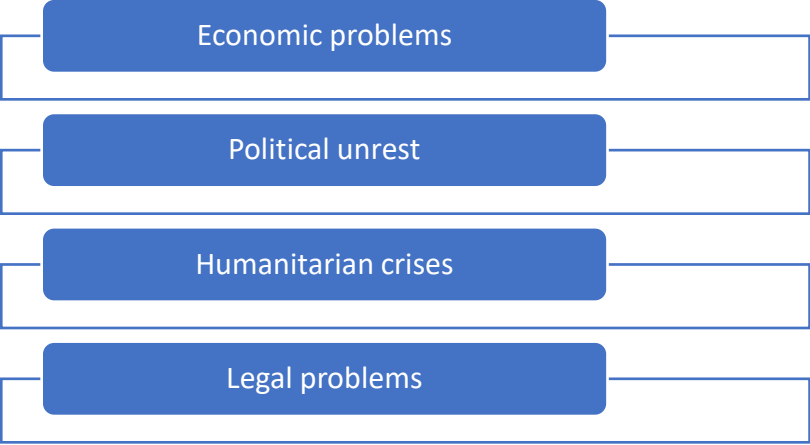 Economic problems
Political unrest
Humanitarian crises
Legal problems